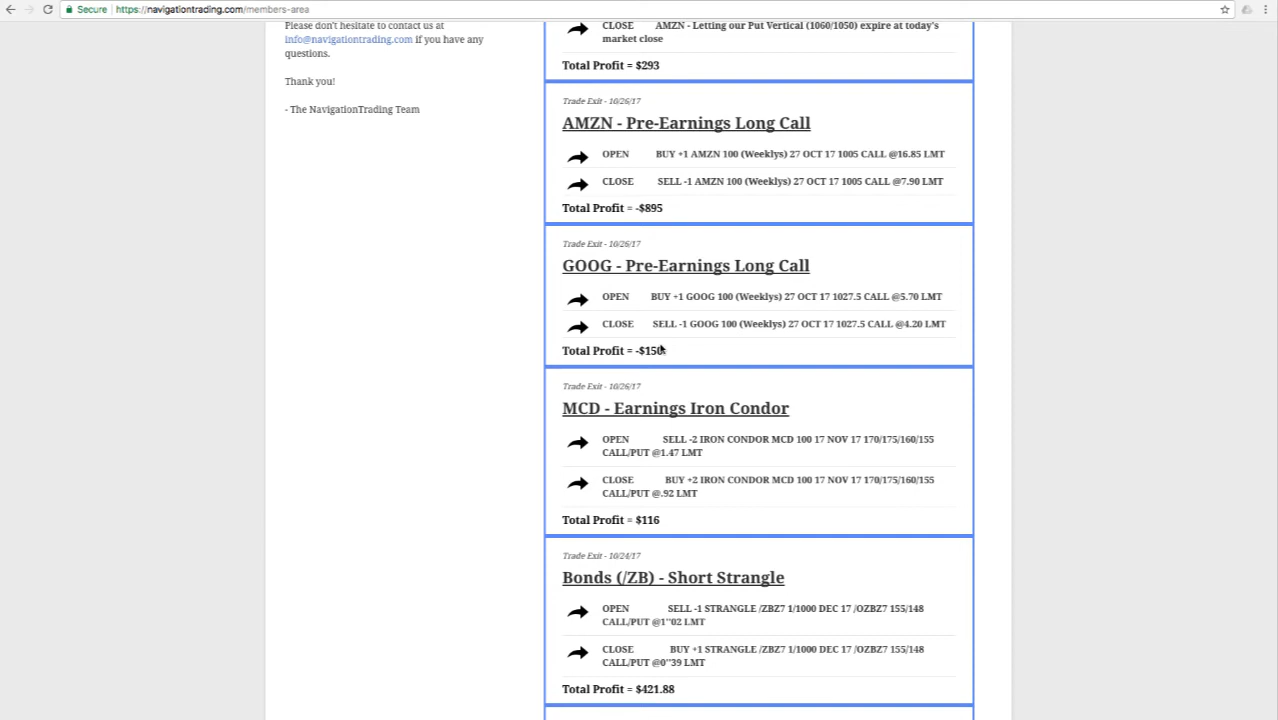 Secure https://navigationtrading.com/members-area
Please don't hesitate to contact us at
info@navigationtrading.com if you have any
questions.
Thank you!
- The NavigationTrading Team
CLOSE AMZN - Letting our Put Vertical (1060/1050) expire at today's
market close
Total Profit = $293
Trade Exit - 10/26/17
AMZN - Pre-Earnings Long Call
OPEN BUY +1 AMZN 100 (Weeklys) 27 OCT 17 1005 CALL @16.85 LMT
CLOSE SELL -1 AMZN 100 (Weeklys) 27 OCT 17 1005 CALL @7.90 LMT
Total Profit = -$895
Trade Exit - 10/26/17
GOOG - Pre-Earnings Long Call
OPEN BUY +1 GOOG 100 (Weeklys) 27 OCT 17 1027.5 CALL @5.70 LMT
CLOSE SELL -1 GOOG 100 (Weeklys) 27 OCT 17 1027.5 CALL @4.20 LMT
Total Profit = -$150
Trade Exit - 10/26/17
MCD - Earnings Iron Condor
OPEN SELL -2 IRON CONDOR MCD 100 17 NOV 17 170/175/160/155
CALL/PUT @1.47 LMT
CLOSE BUY +2 IRON CONDOR MCD 100 17 NOV 17 170/175/160/155
CALL/PUT @.92 LMT
Total Profit = $116
Trade Exit - 10/24/17
Bonds (/ZB) - Short Strangle
OPEN SELL -1 STRANGLE /ZBZ7 1/1000 DEC 17 /OZBZ7 155/148
CALL/PUT @1"02 LMT
CLOSE BUY +1 STRANGLE /ZBZ7 1/1000 DEC 17 /OZBZ7 155/148
CALL/PUT @0"39 LMT
Total Profit = $421.88